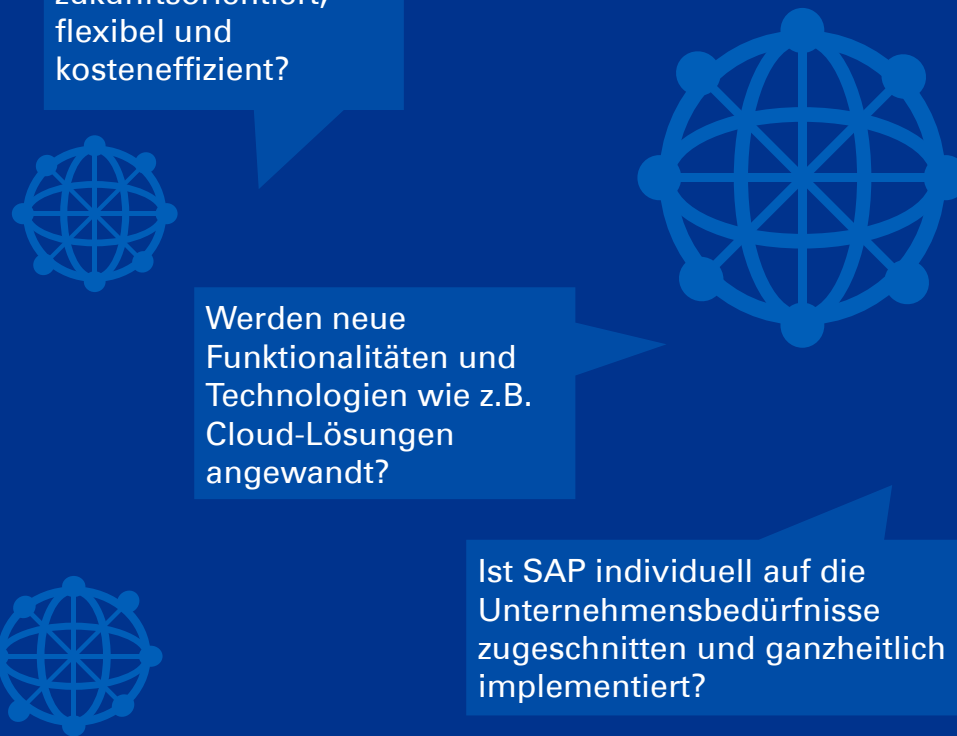 zukunftsorientiert,
flexibel und
kosteneffizient?
Werden neue
Funktionalitäten und
Technologien wie z.B.
Cloud-Lösungen
angewandt?
Ist SAP individuell auf die
Unternehmensbedürfnisse
zugeschnitten und ganzheitlich
implementiert?